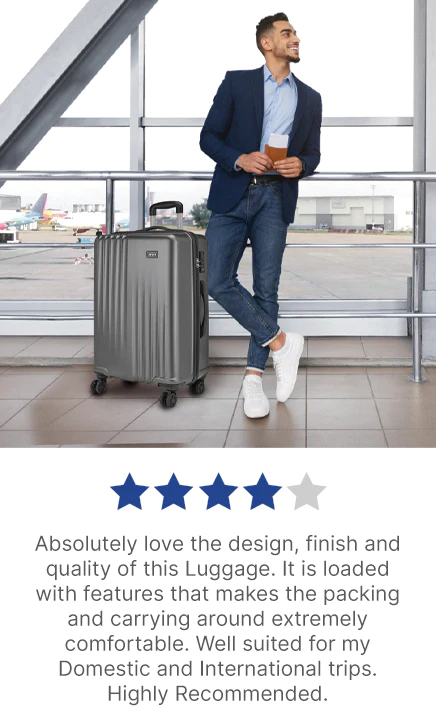 Absolutely love the design, finish and
quality of this Luggage. It is loaded
with features that makes the packing
and carrying around extremely
comfortable. Well suited for my
Domestic and International trips.
Highly Recommended.